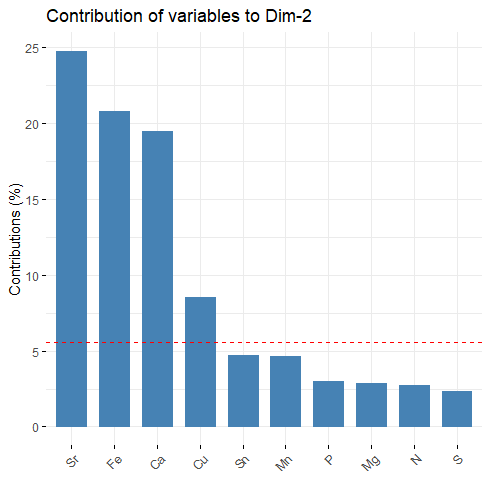 Contribution of variables to Dim-2
Contributions (%)
25
20
15
10
5
0
Sr Fe Ca Cu Sn Mn P Mg N S